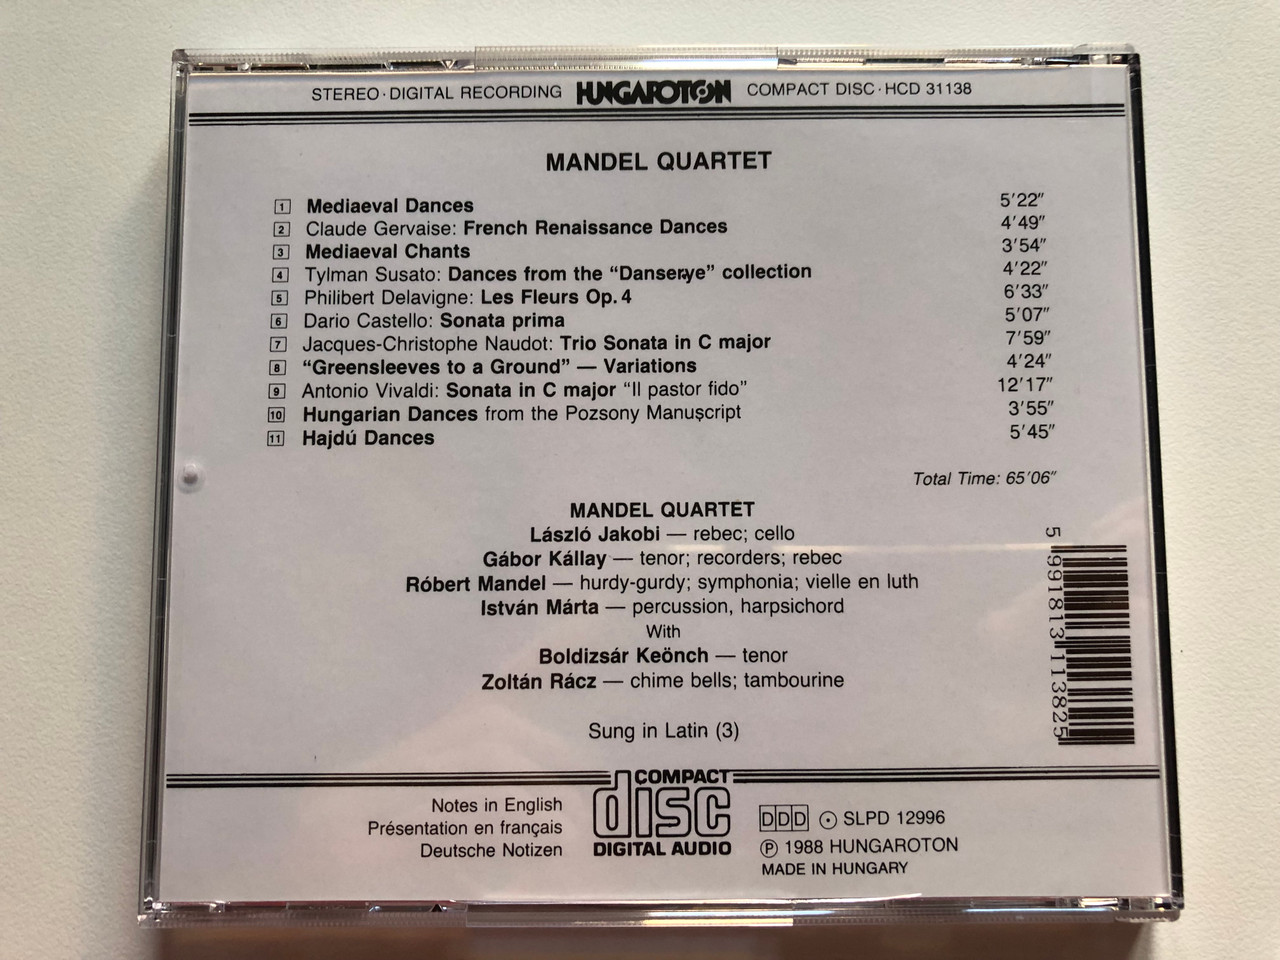 STEREO·DIGITAL RECORDING HUNGAROTON COMPACT DISC·HCD 31138
MANDEL QUARTET
1 Mediaeval Dances 5′22″
2 Claude Gervaise: French Renaissance Dances 4′49″
3 Mediaeval Chants 3′54″
4 Tylman Susato: Dances from the “Danserye” collection 4′22″
5 Philibert Delavigne: Les Fleurs Op. 4 6′33″
6 Dario Castello: Sonata prima 5′07″
7 Jacques-Christophe Naudot: Trio Sonata in C major 7′59″
8 “Greensleeves to a Ground” — Variations 4′24″
9 Antonio Vivaldi: Sonata in C major “Il pastor fido” 12′17″
10 Hungarian Dances from the Pozsony Manuscript 3′55″
11 Hajdú Dances 5′45″
Total Time: 65′06″
MANDEL QUARTET
László Jakobi — rebec; cello
Gábor Kállay — tenor; recorders; rebec
Róbert Mandel — hurdy-gurdy; symphonia; vielle en luth
István Márta — percussion, harpsichord
With
Boldizsár Keönch — tenor
Zoltán Rácz — chime bells; tambourine
Sung in Latin (3)
5 991813 113825
Notes in English
Présentation en français
Deutsche Notizen
COMPACT
disc
DIGITAL AUDIO
DDD ⊙ SLPD 12996
℗ 1988 HUNGAROTON
MADE IN HUNGARY